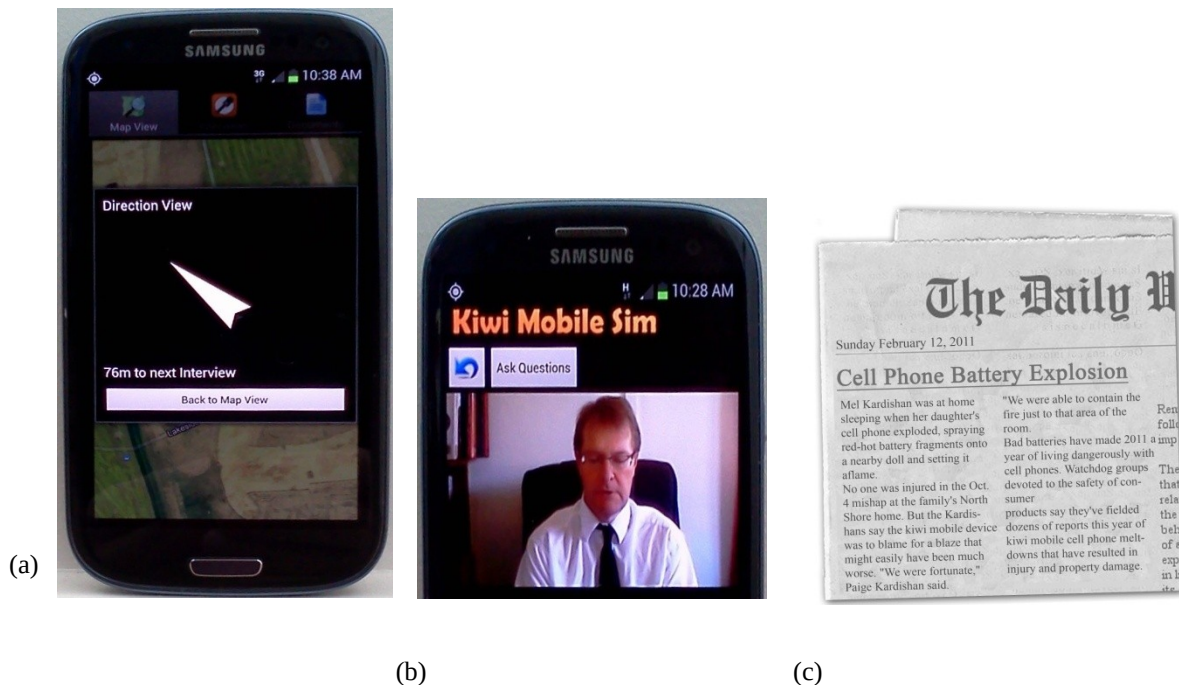 SAMSUNG
3G 10:38 AM
Map View
Direction View
76m to next Interview
Back to Map View
(a)
SAMSUNG
H 10:28 AM
Kiwi Mobile Sim
Ask Questions
(b)
The Daily
Sunday February 12, 2011
Cell Phone Battery Explosion
Mel Kardishan was at home
sleeping when her daughter's
cell phone exploded, spraying
red-hot battery fragments onto
a nearby doll and setting it
aflame.
No one was injured in the Oct.
4 mishap at the family's North
Shore home. But the Kardis-
hans say the kiwi mobile device
was to blame for a blaze that
might easily have been much
worse. "We were fortunate,"
Paige Kardishan said.
"We were able to contain the
fire just to that area of the
room.
Bad batteries have made 2011 a
year of living dangerously with
cell phones. Watchdog groups
devoted to the safety of con-
sumer
products say they've fielded
dozens of reports this year of
kiwi mobile cell phone melt-
downs that have resulted in
injury and property damage.
(c)